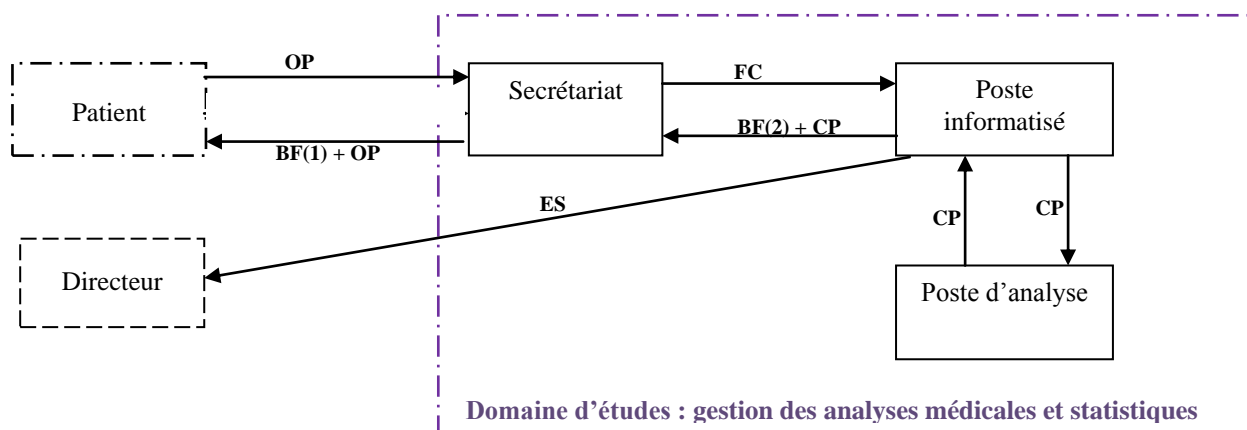 OP
FC
Patient
Secrétariat
Poste
informatisé
BF(1) + OP
BF(2) + CP
ES
CP
CP
Directeur
Poste d’analyse
Domaine d’études : gestion des analyses médicales et statistiques